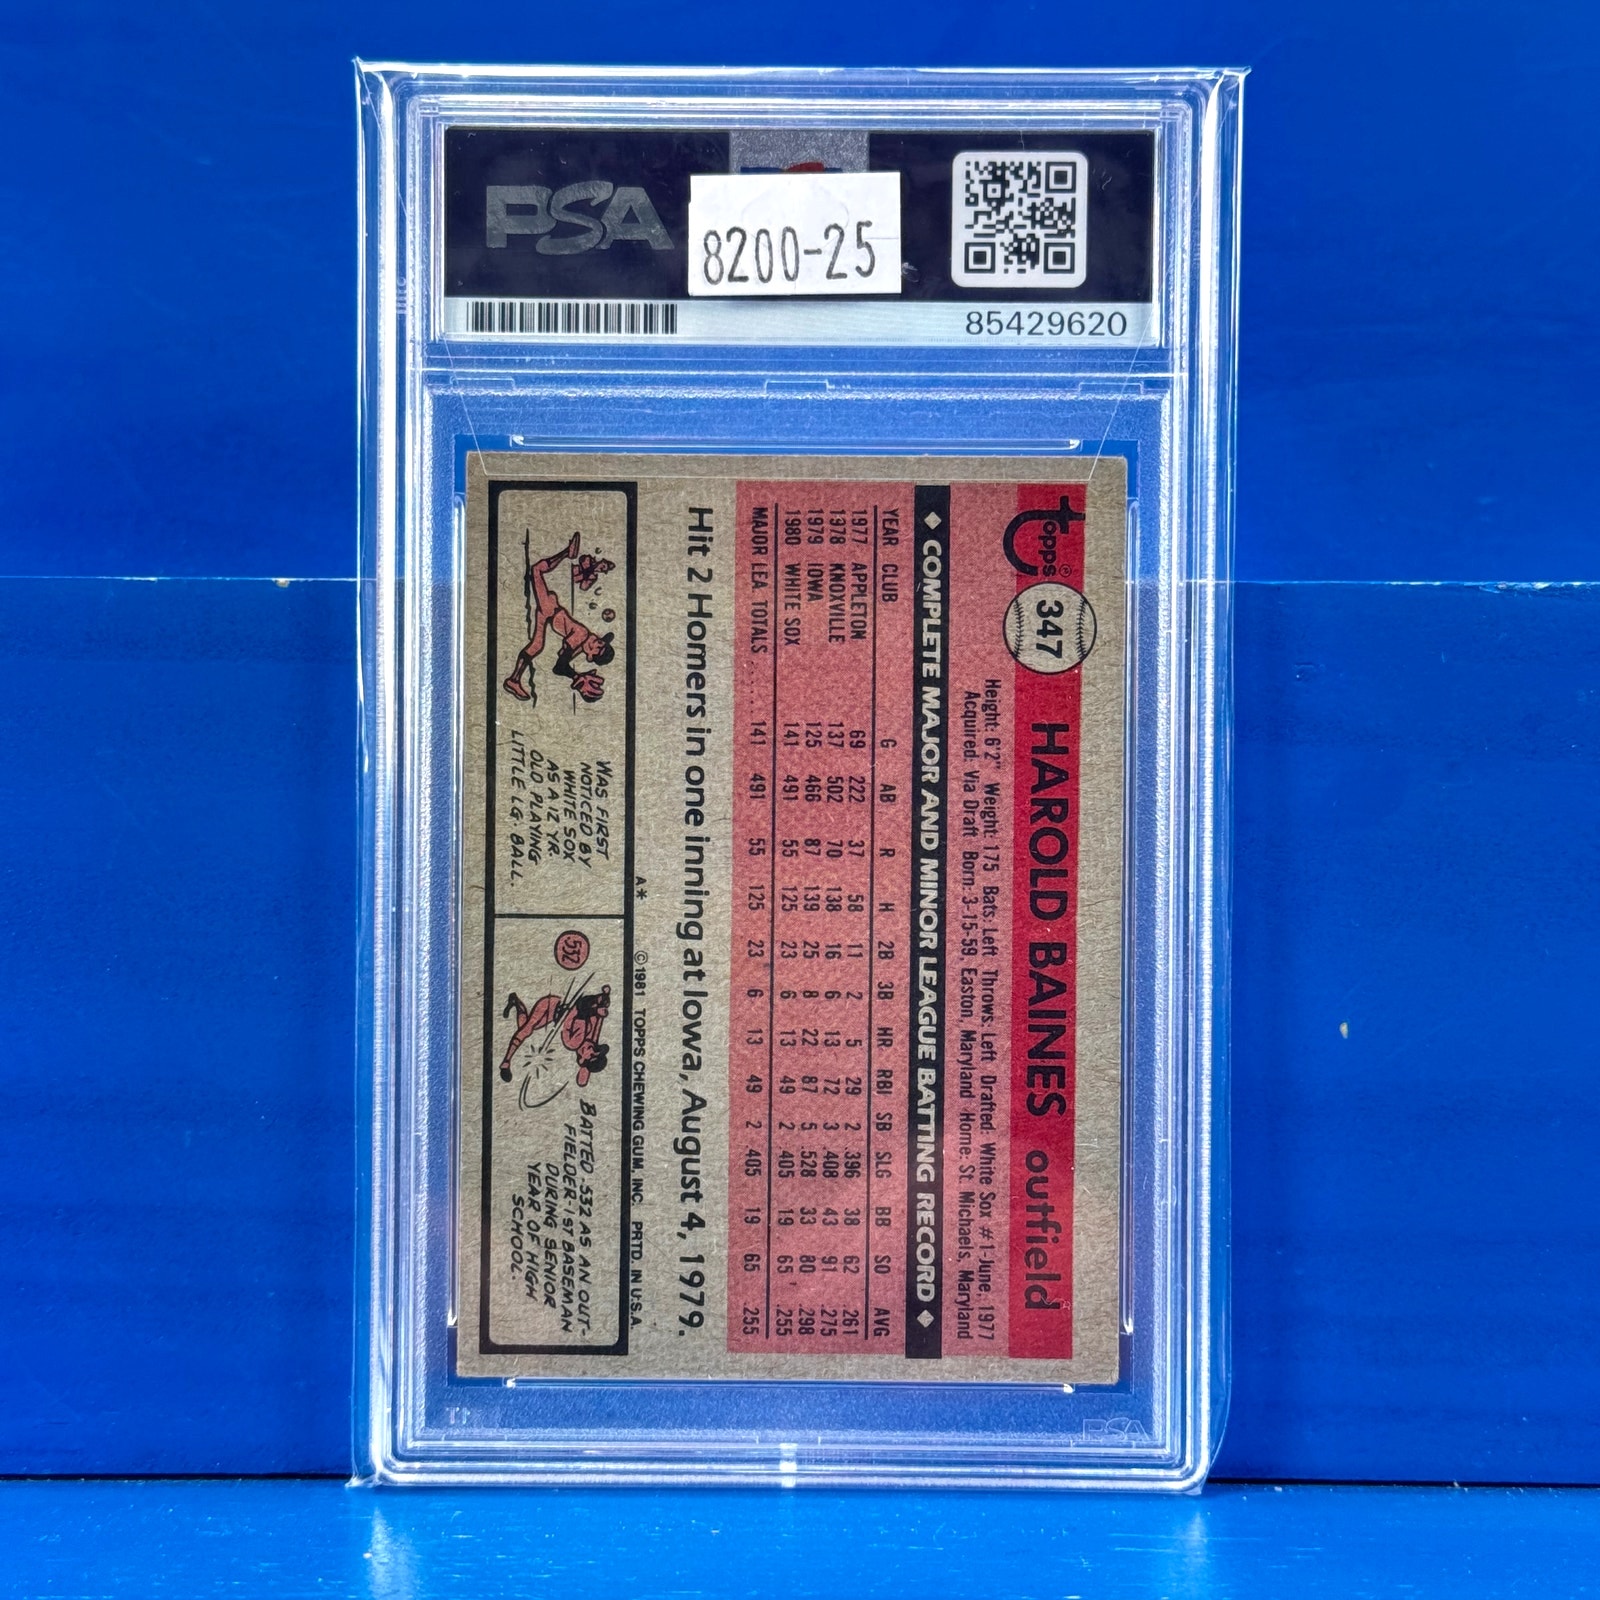 PSA
8200-25
85429620
Topps®
347
HAROLD BAINES outfield
Height: 6'2" Weight: 175 Bats: Left Throws: Left Drafted: White Sox #1-June, 1977
Acquired: Via Draft Born: 3-15-59, Easton, Maryland Home: St. Michaels, Maryland
◆ COMPLETE MAJOR AND MINOR LEAGUE BATTING RECORD ◆
YEAR CLUB G AB R H 2B 3B HR RBI SB SLG BB SO AVG
1977 APPLETON 69 222 37 58 11 2 5 29 2 .396 38 62 .261
1978 KNOXVILLE 137 502 70 138 16 6 13 72 3 .408 43 91 .275
1979 IOWA 125 466 87 139 25 8 22 87 5 .528 33 80 .298
1980 WHITE SOX 141 491 55 125 23 6 13 49 2 .405 19 65 .255
MAJOR LEA. TOTALS 141 491 55 125 23 6 13 49 2 .405 19 65 .255
Hit 2 Homers in one inning at Iowa, August 4, 1979.
A* © 1981 TOPPS CHEWING GUM, INC. PRTD. IN U.S.A.
WAS FIRST
NOTICED BY
WHITE SOX
AS A 12 YR.
OLD PLAYING
LITTLE LG. BALL.
.532
BATTED .532 AS AN OUT-
FIELDER-1ST BASEMAN
DURING SENIOR
YEAR OF HIGH
SCHOOL.
PSA